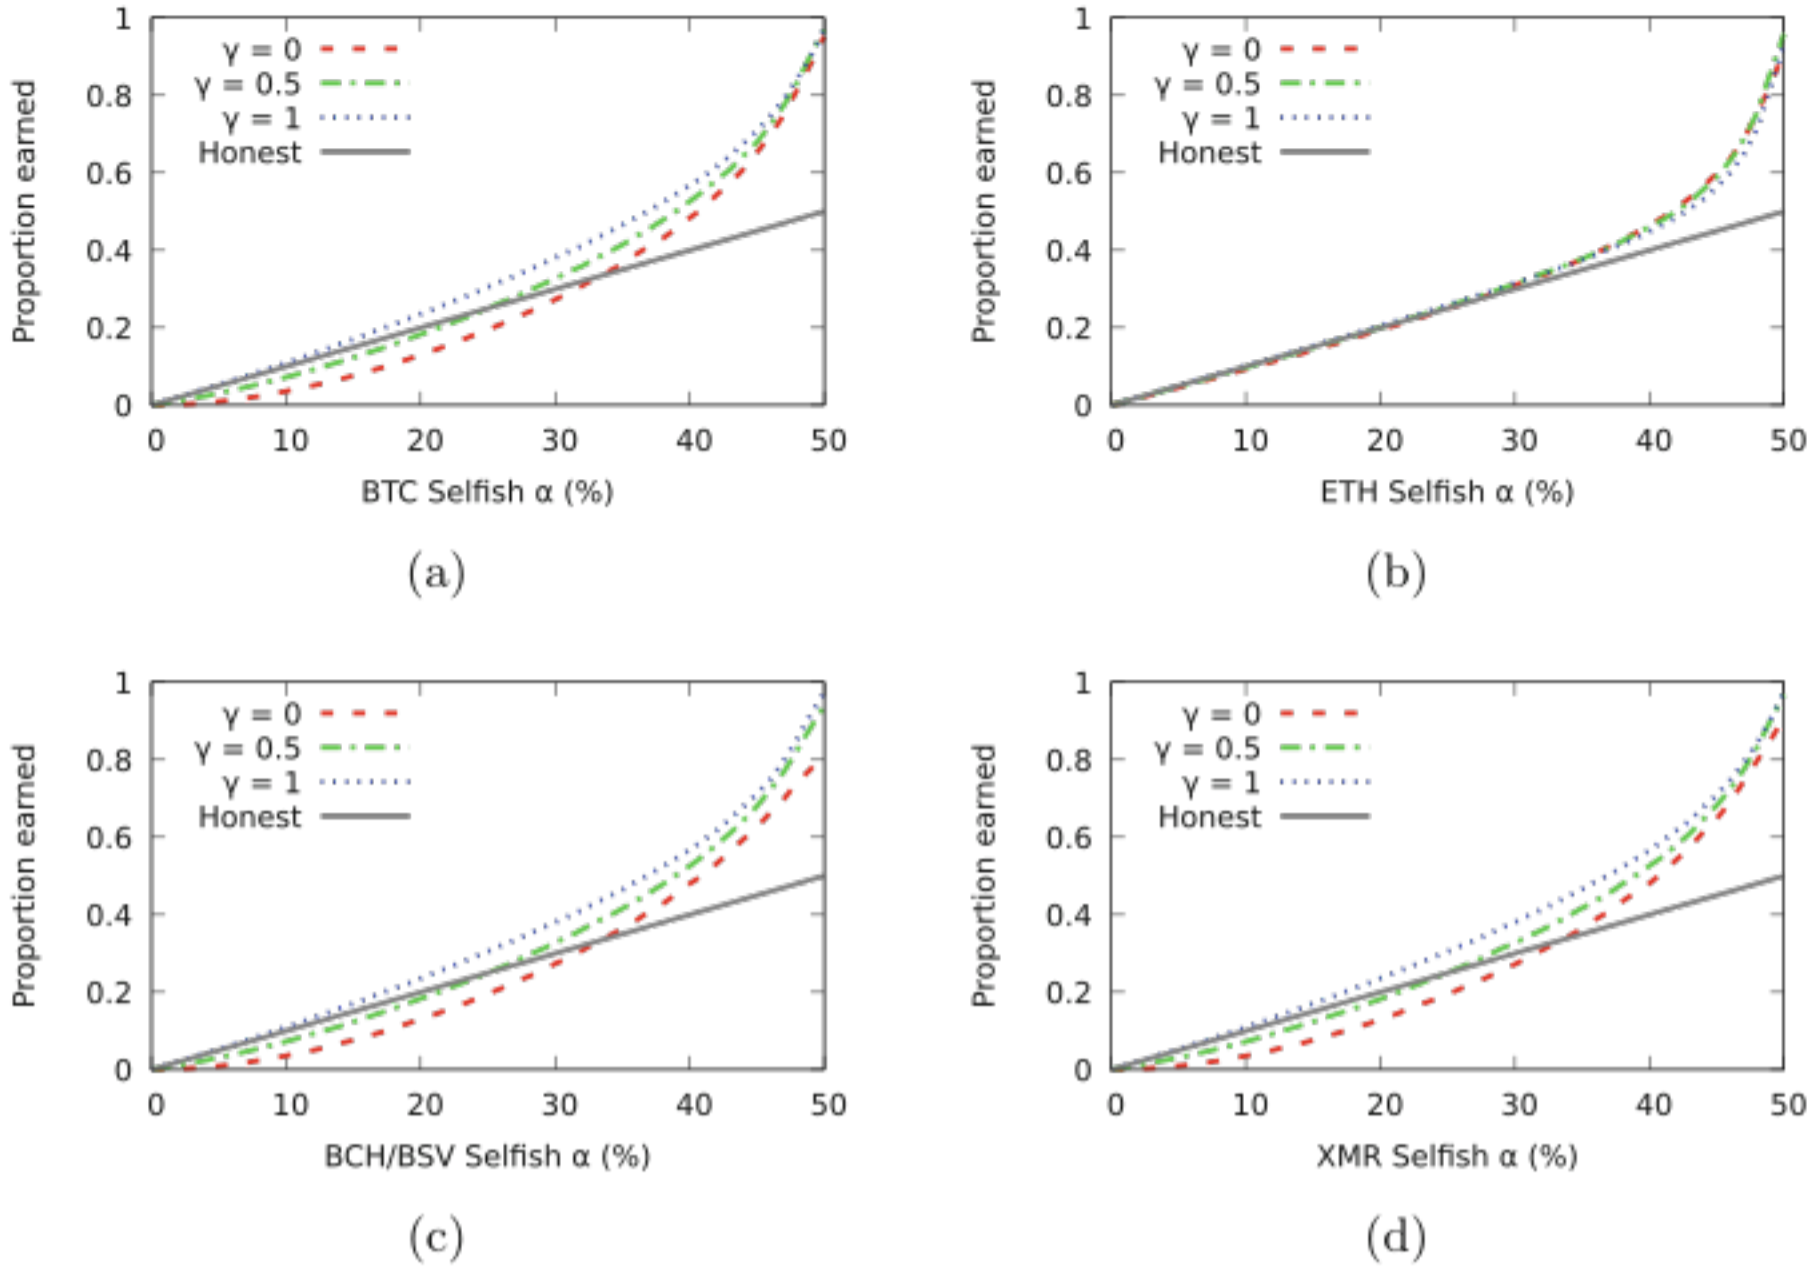 1
0.8
0.6
0.4
0.2
0
Proportion earned
γ = 0
γ = 0.5
γ = 1
Honest
0 10 20 30 40 50
BTC Selfish α (%)
(a)
1
0.8
0.6
0.4
0.2
0
Proportion earned
γ = 0
γ = 0.5
γ = 1
Honest
0 10 20 30 40 50
ETH Selfish α (%)
(b)
1
0.8
0.6
0.4
0.2
0
Proportion earned
γ = 0
γ = 0.5
γ = 1
Honest
0 10 20 30 40 50
BCH/BSV Selfish α (%)
(c)
1
0.8
0.6
0.4
0.2
0
Proportion earned
γ = 0
γ = 0.5
γ = 1
Honest
0 10 20 30 40 50
XMR Selfish α (%)
(d)